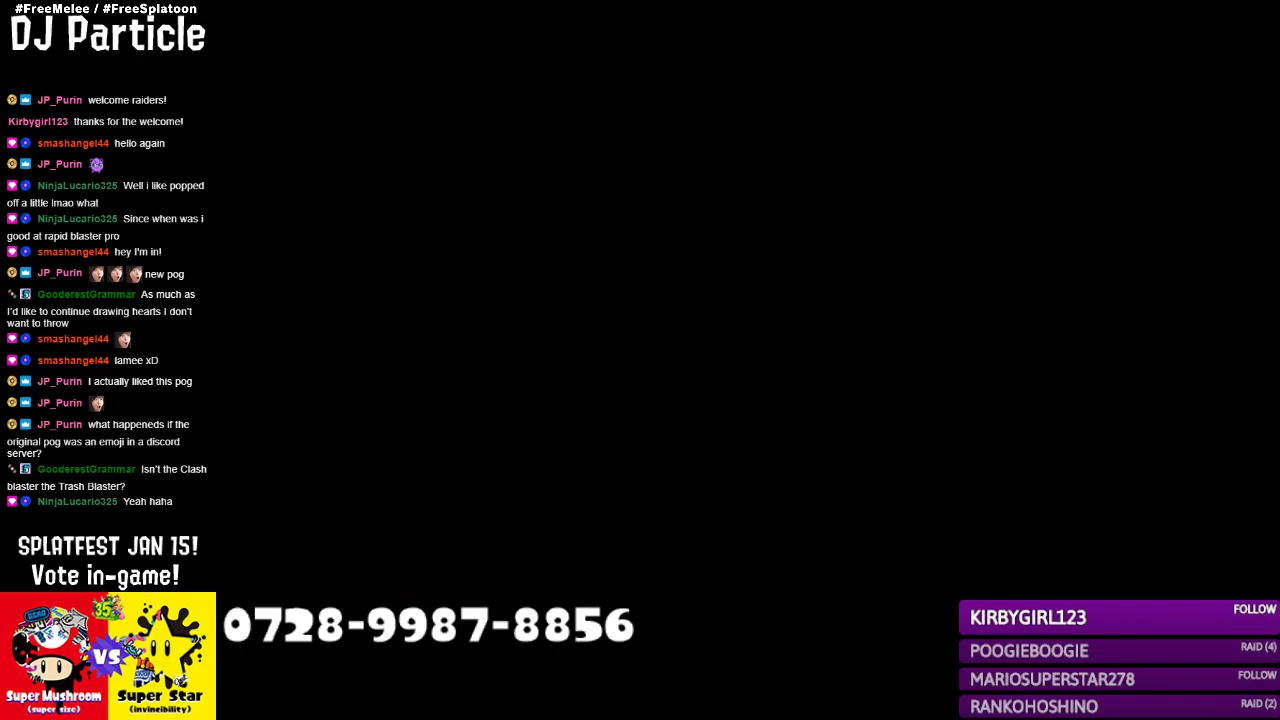 #FreeMelee / #FreeSplatoon
DJ Particle
JP_Purin welcome raiders!
Kirbygirl123 thanks for the welcome!
smashangel44 hello again
JP_Purin
NinjaLucario325 Well i like popped
off a little lmao what
NinjaLucario325 Since when was i
good at rapid blaster pro
smashangel44 hey I'm in!
JP_Purin new pog
GooderestGrammar As much as
I'd like to continue drawing hearts I don't
want to throw
smashangel44
smashangel44 lamee xD
JP_Purin I actually liked this pog
JP_Purin
JP_Purin what happeneds if the
original pog was an emoji in a discord
server?
GooderestGrammar Isn't the Clash
blaster the Trash Blaster?
NinjaLucario325 Yeah haha
SPLATFEST JAN 15!
Vote in-game!
35
VS
Super Mushroom
(super size)
Super Star
(invincibility)
0728-9987-8856
KIRBYGIRL123 FOLLOW
POOGIEBOOGIE RAID (4)
MARIOSUPERSTAR278 FOLLOW
RANKOHOSHINO RAID (2)